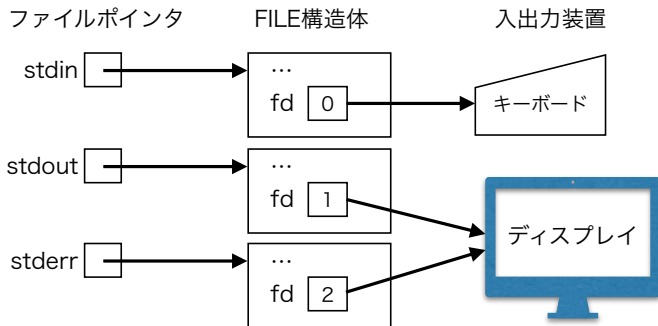 ファイルポインタ FILE構造体 入出力装置
stdin … 
fd 0 キーボード
stdout …
fd 1 ディスプレイ
stderr …
fd 2